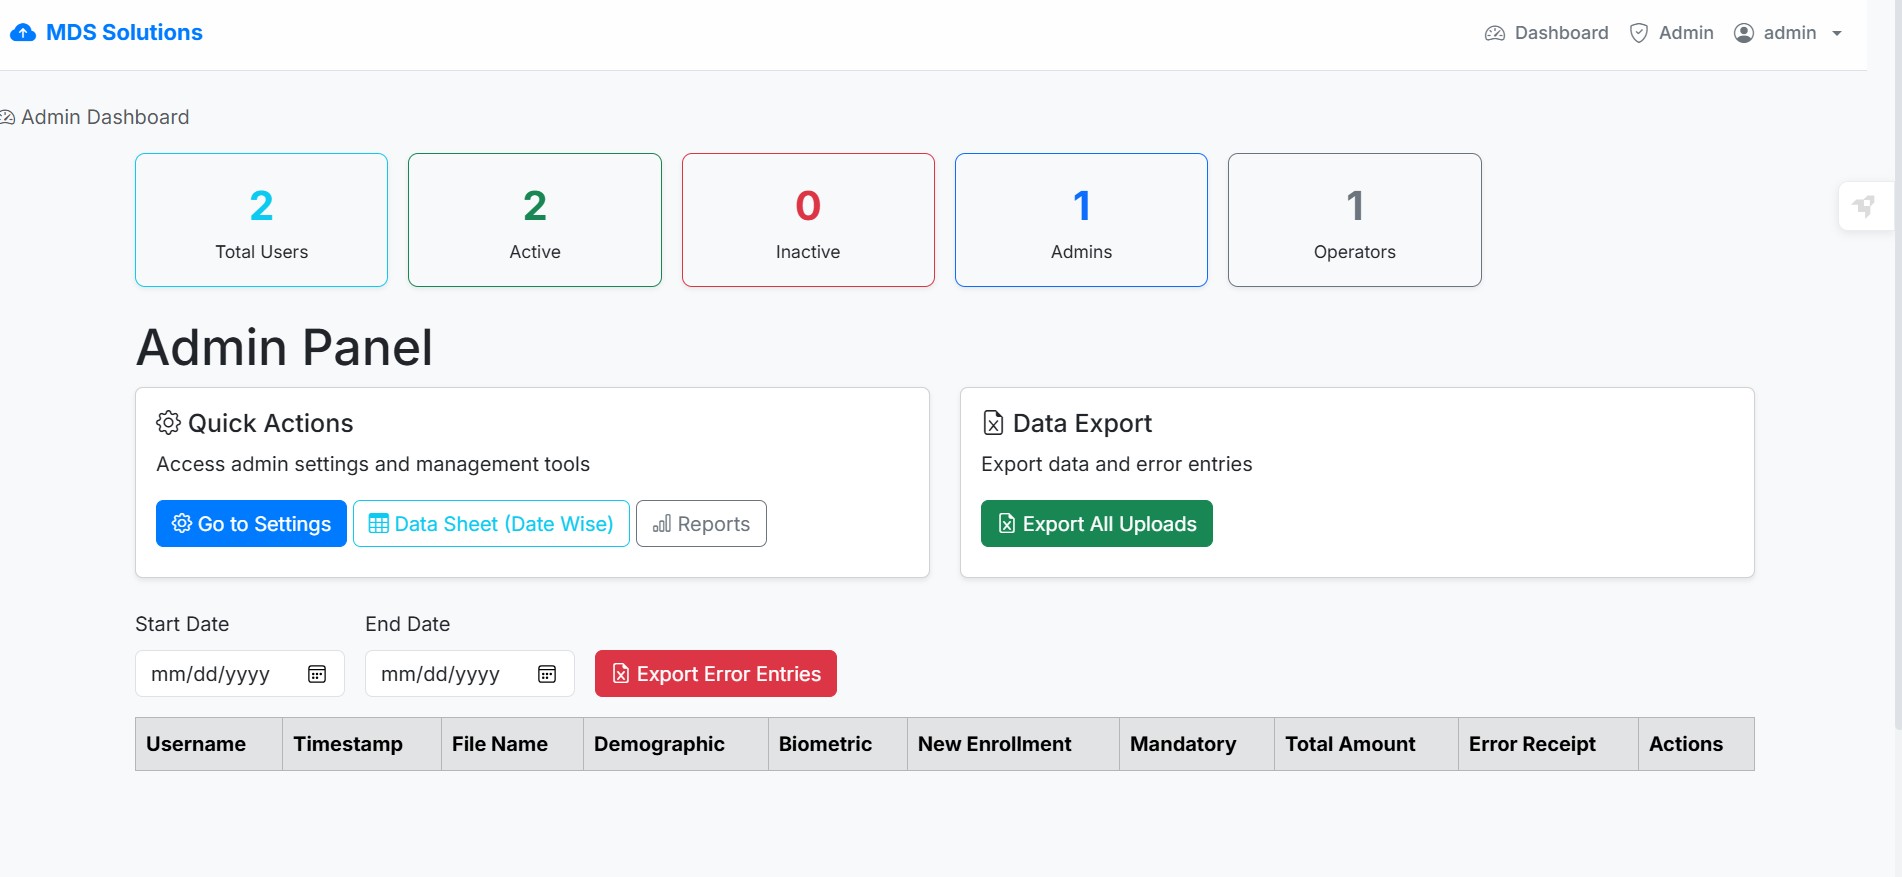 MDS Solutions
Dashboard Admin admin
Admin Dashboard
2 2 0 1 1
Total Users Active Inactive Admins Operators
Admin Panel
Quick Actions
Access admin settings and management tools
Go to Settings Data Sheet (Date Wise) Reports
Data Export
Export data and error entries
Export All Uploads
Start Date End Date
mm/dd/yyyy mm/dd/yyyy Export Error Entries
Username Timestamp File Name Demographic Biometric New Enrollment Mandatory Total Amount Error Receipt Actions